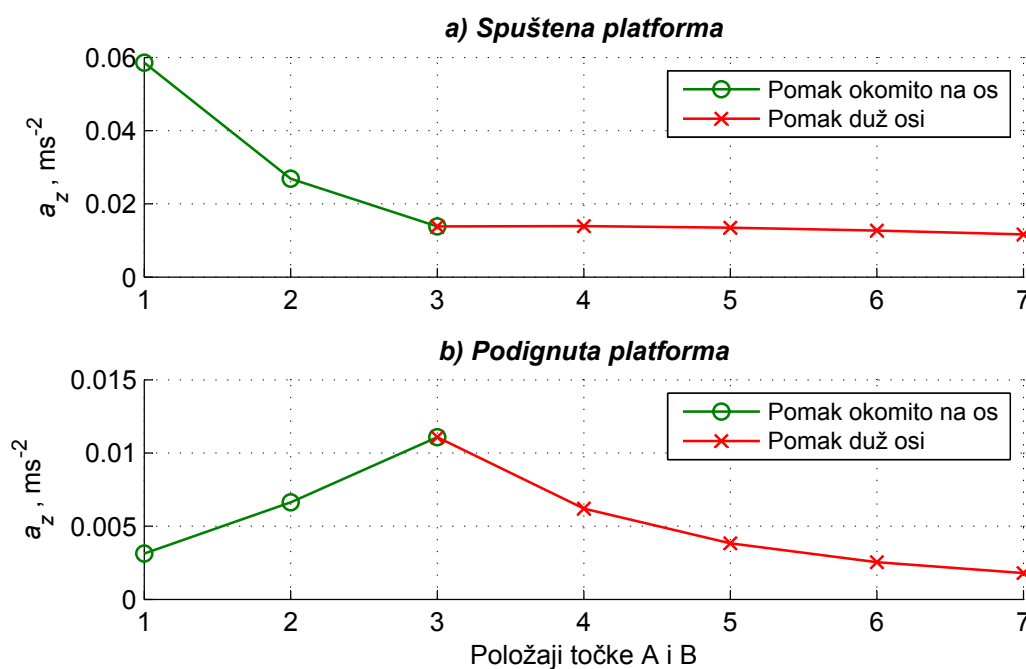 a) Spuštena platforma
0.06
0.04
0.02
0
a_z , ms^-2
Pomak okomito na os
Pomak duž osi
1 2 3 4 5 6 7
b) Podignuta platforma
0.015
0.01
0.005
0
a_z , ms^-2
Pomak okomito na os
Pomak duž osi
1 2 3 4 5 6 7
Položaji točke A i B